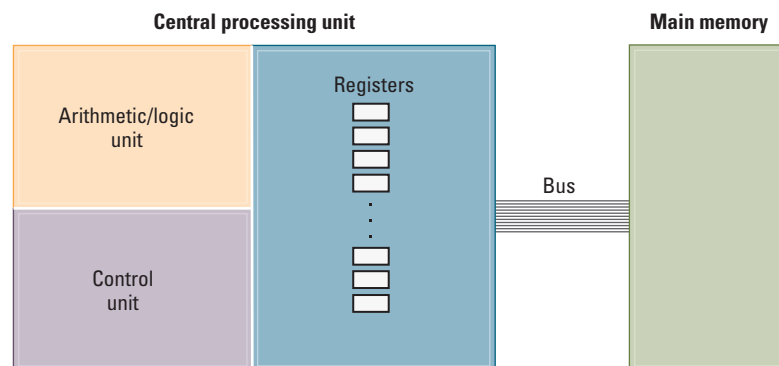 Central processing unit
Main memory
Arithmetic/logic
unit
Registers
Bus
Control
unit